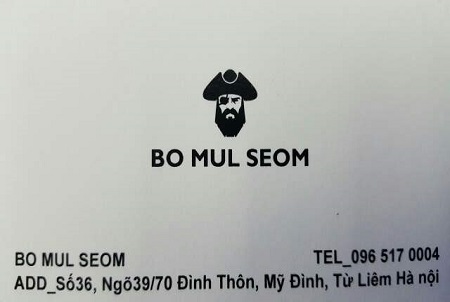 BO MUL SEOM
BO MUL SEOM TEL_096 517 0004
ADD_Số36, Ngõ39/70 Đình Thôn, Mỹ Đình, Từ Liêm Hà nội